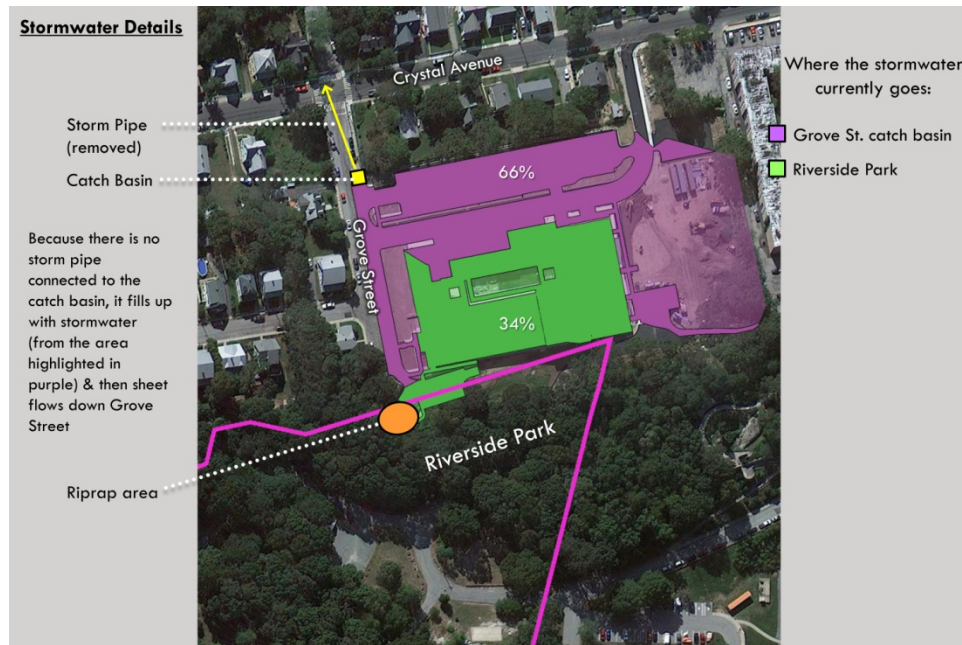 Stormwater Details
Storm Pipe
(removed)
Catch Basin
Because there is no
storm pipe
connected to the
catch basin, it fills up
with stormwater
(from the area
highlighted in
purple) & then sheet
flows down Grove
Street
Riprap area
Crystal Avenue
66%
Grove Street
34%
Riverside Park
Where the stormwater
currently goes:
Grove St. catch basin
Riverside Park